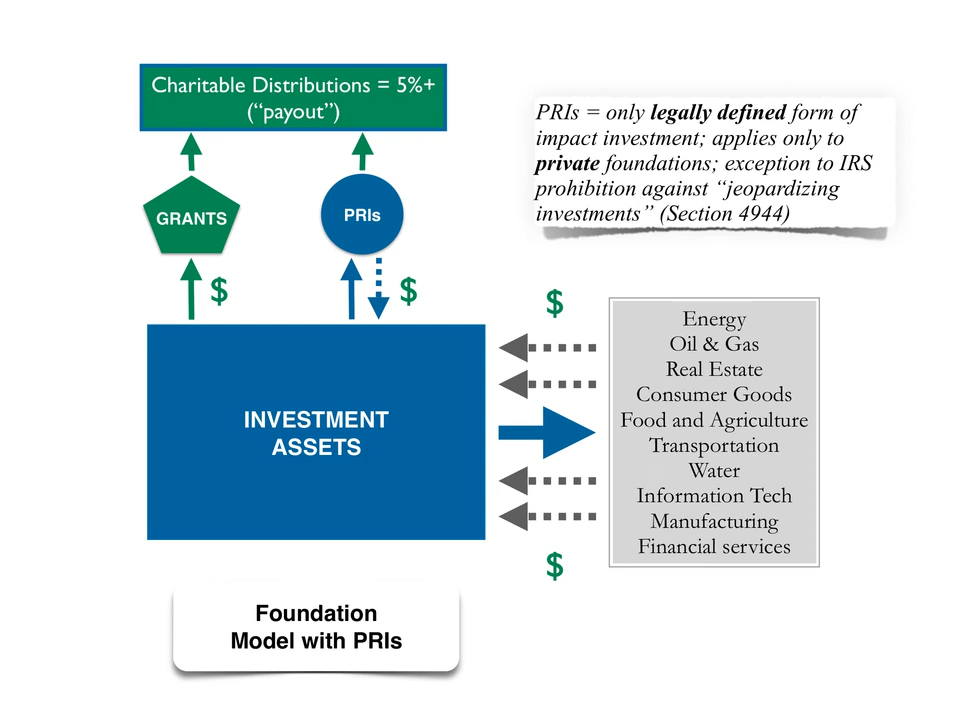 Charitable Distributions = 5%+
(“payout”)
PRIs = only legally defined form of
impact investment; applies only to
private foundations; exception to IRS
prohibition against “jeopardizing
investments” (Section 4944)
GRANTS
PRIs
$
$
$
INVESTMENT
ASSETS
Energy
Oil & Gas
Real Estate
Consumer Goods
Food and Agriculture
Transportation
Water
Information Tech
Manufacturing
Financial services
$
Foundation
Model with PRIs